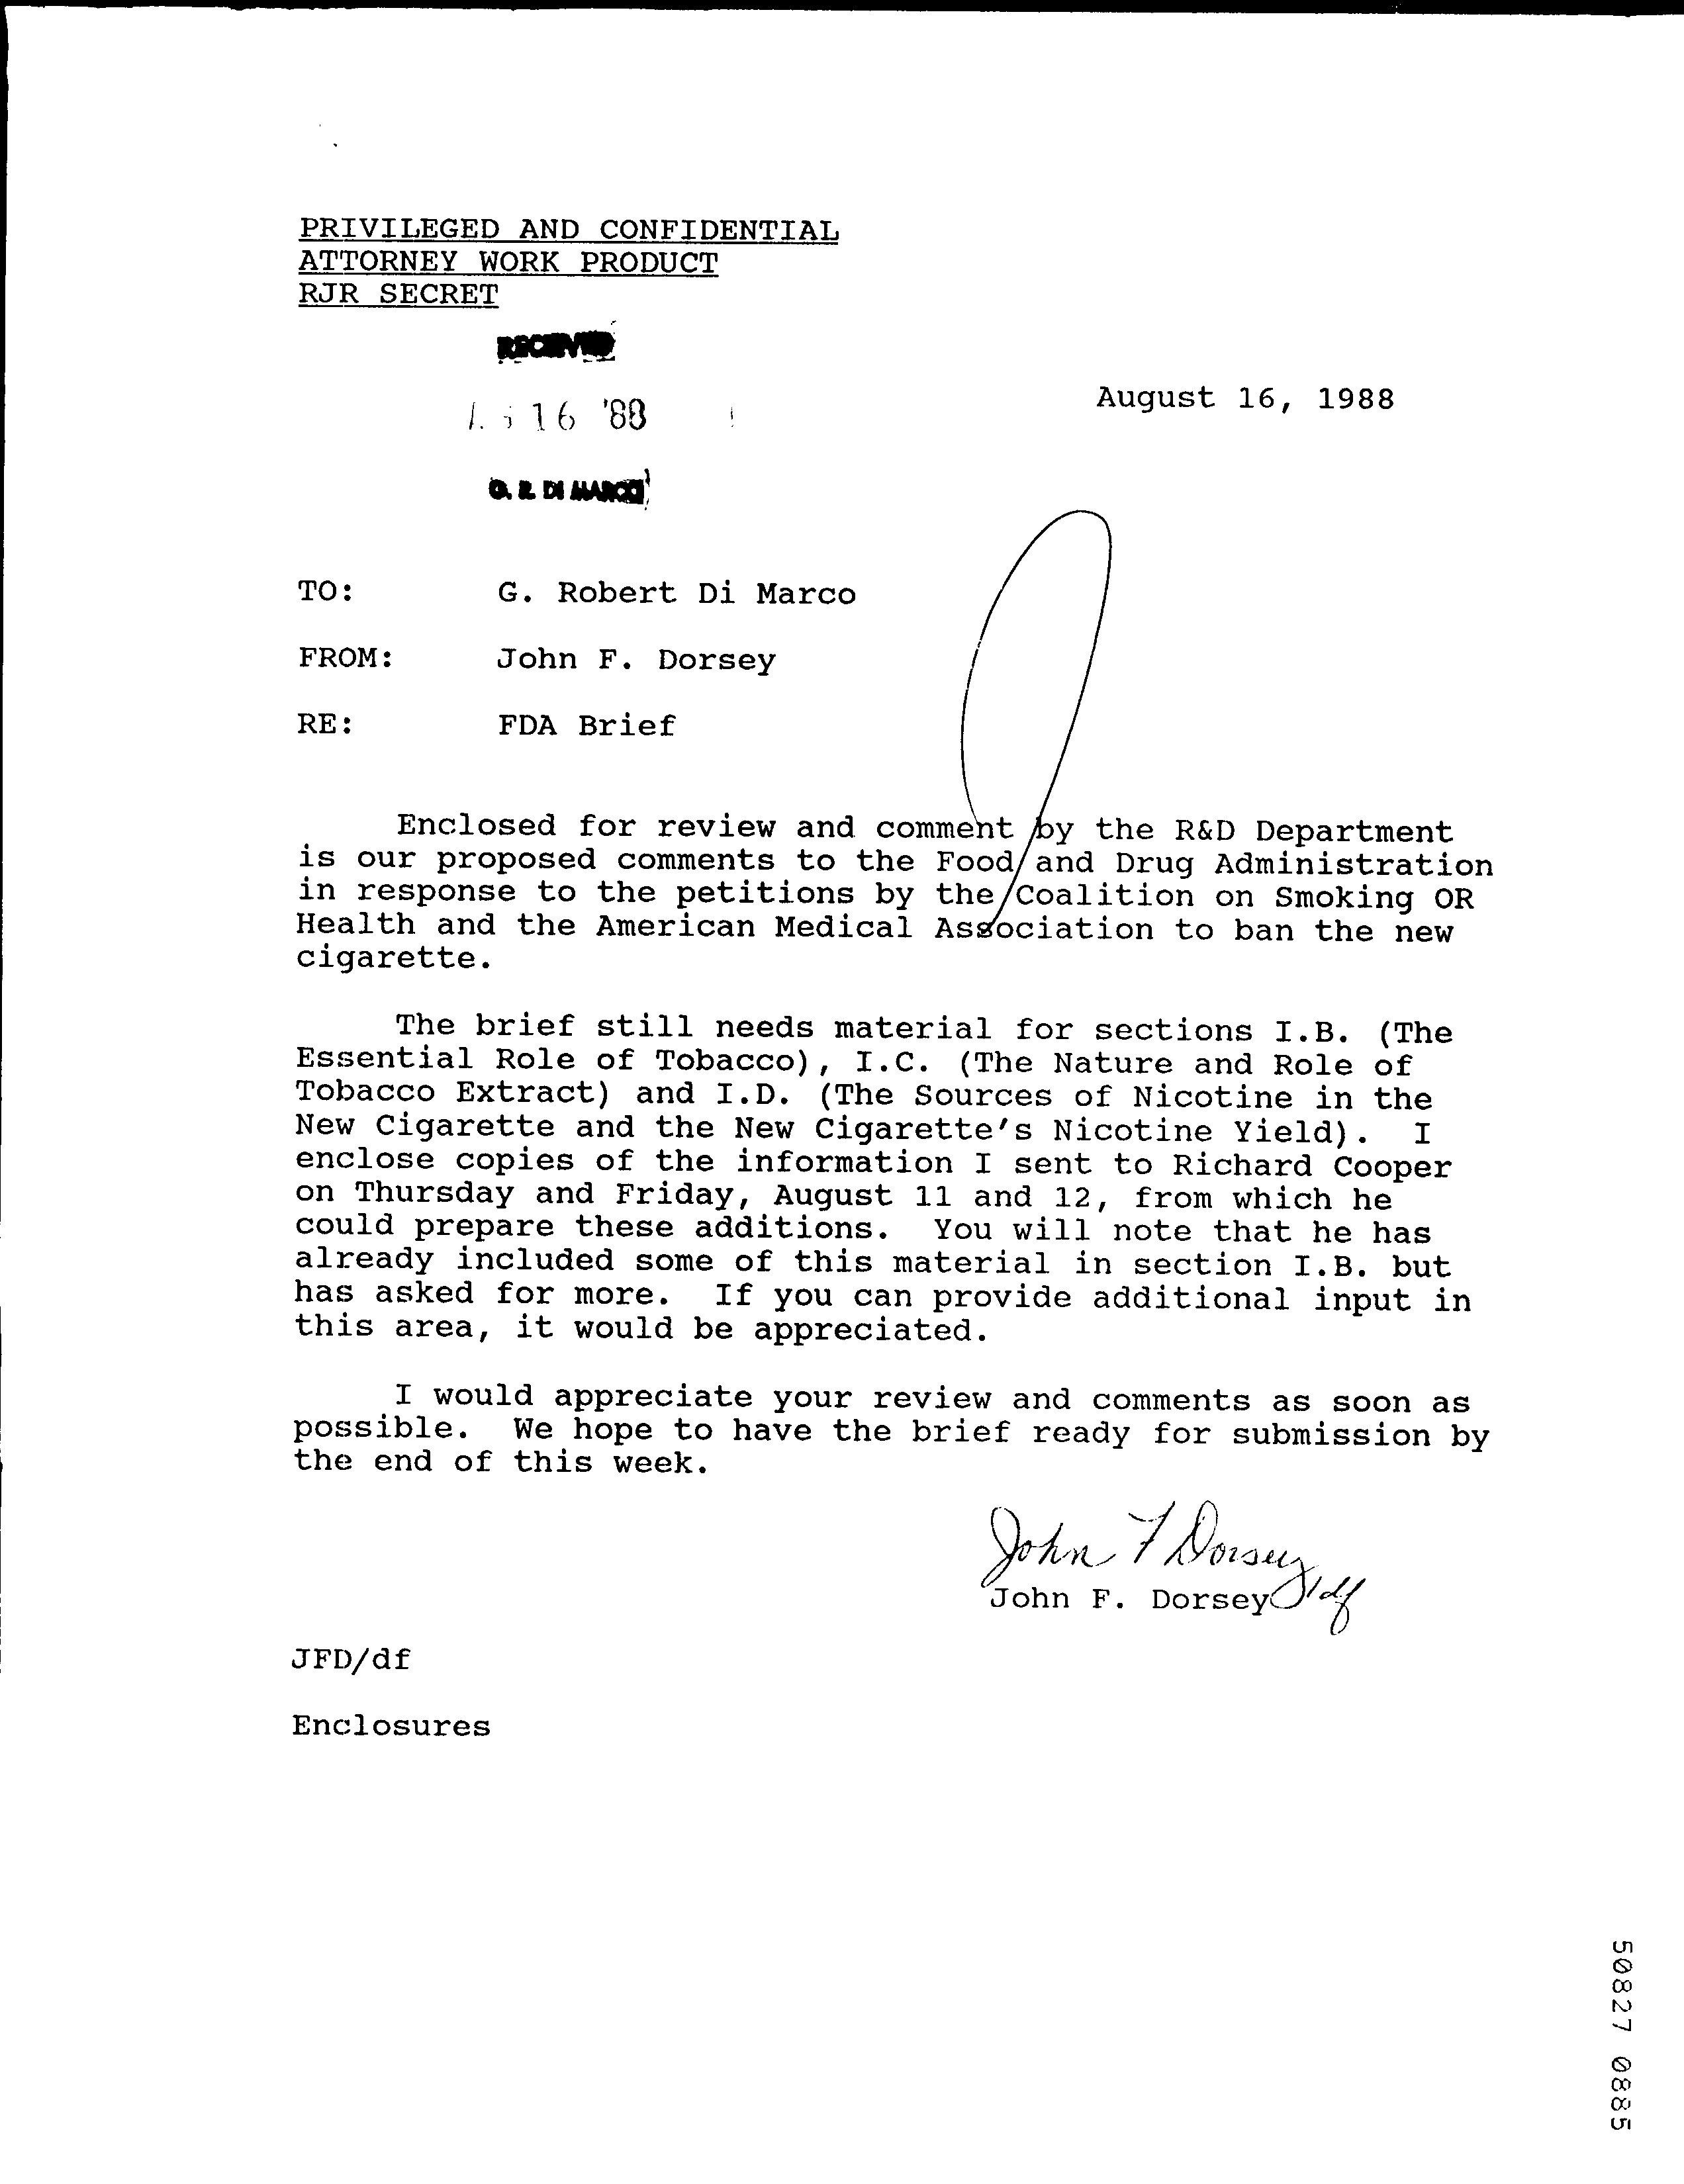 PRIVILEGED AND CONFIDENTIAL
ATTORNEY WORK PRODUCT
RJR SECRET
RECEIVED
16 '88
August 16, 1988
G. R. DI MARCO
TO: G. Robert Di Marco
FROM: John F. Dorsey
RE: FDA Brief
Enclosed for review and comment by the R&D Department
is our proposed comments to the Food and Drug Administration
in response to the petitions by the Coalition on Smoking OR
Health and the American Medical Association to ban the new
cigarette.
The brief still needs material for sections I.B. (The
Essential Role of Tobacco), I.C. (The Nature and Role of
Tobacco Extract) and I.D. (The Sources of Nicotine in the
New Cigarette and the New Cigarette's Nicotine Yield). I
enclose copies of the information I sent to Richard Cooper
on Thursday and Friday, August 11 and 12, from which he
could prepare these additions. You will note that he has
already included some of this material in section I.B. but
has asked for more. If you can provide additional input in
this area, it would be appreciated.
I would appreciate your review and comments as soon as
possible. We hope to have the brief ready for submission by
the end of this week.
John F Dorsey/df
John F. Dorsey
JFD/df
Enclosures
50827 0885